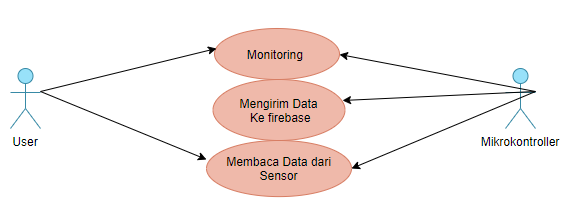 Monitoring
Mengirim Data
Ke firebase
User
Mikrokontroller
Membaca Data dari
Sensor